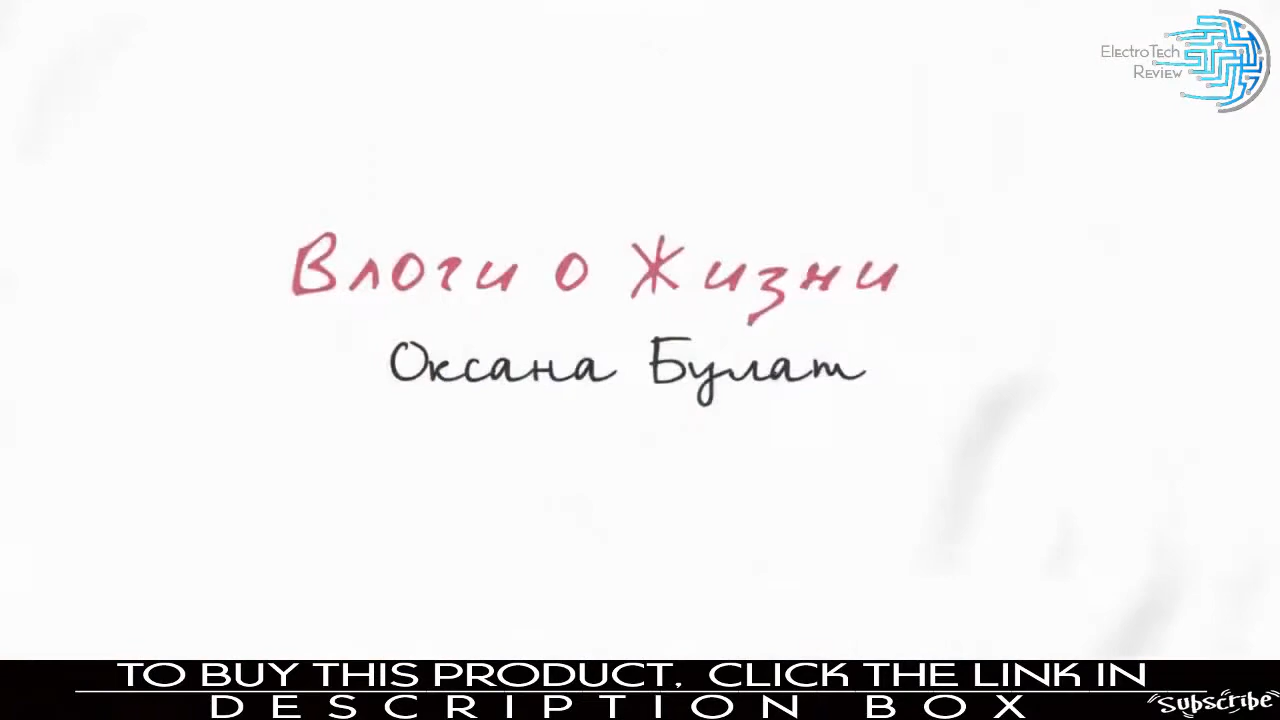 ElectroTech
Review
Влоги о Жизни
Оксана Булат
TO BUY THIS PRODUCT, CLICK THE LINK IN
DESCRIPTION BOX
Subscribe